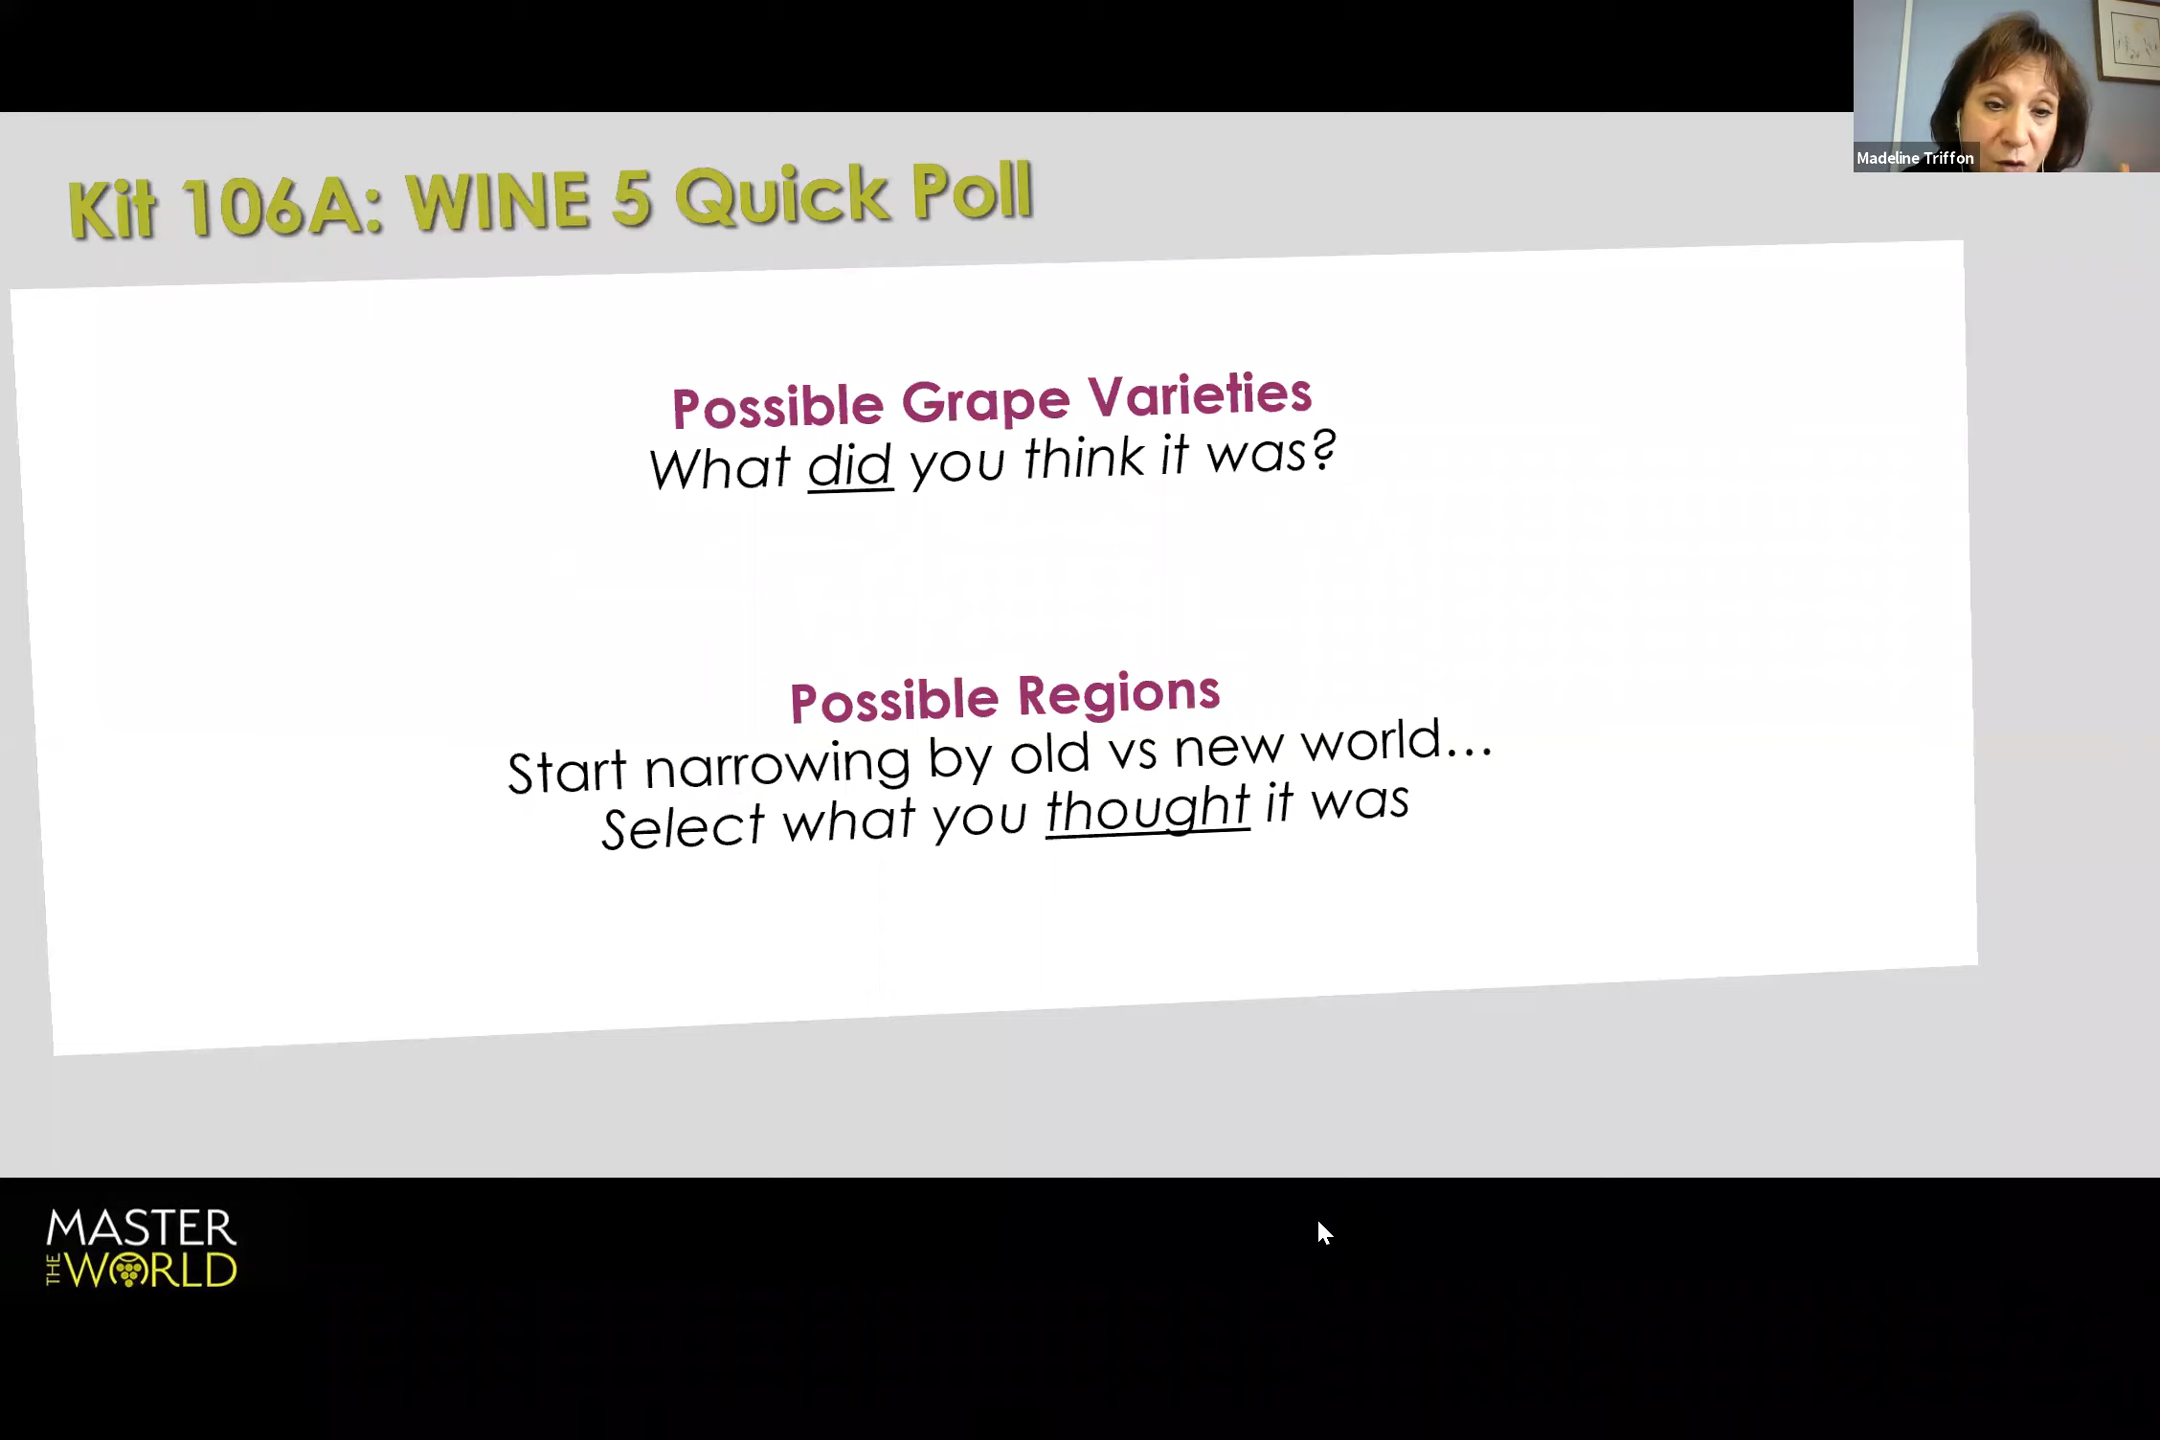 Madeline Triffon
Kit 106A: WINE 5 Quick Poll
Possible Grape Varieties
What did you think it was?
Possible Regions
Start narrowing by old vs new world...
Select what you thought it was
MASTER
THE WORLD